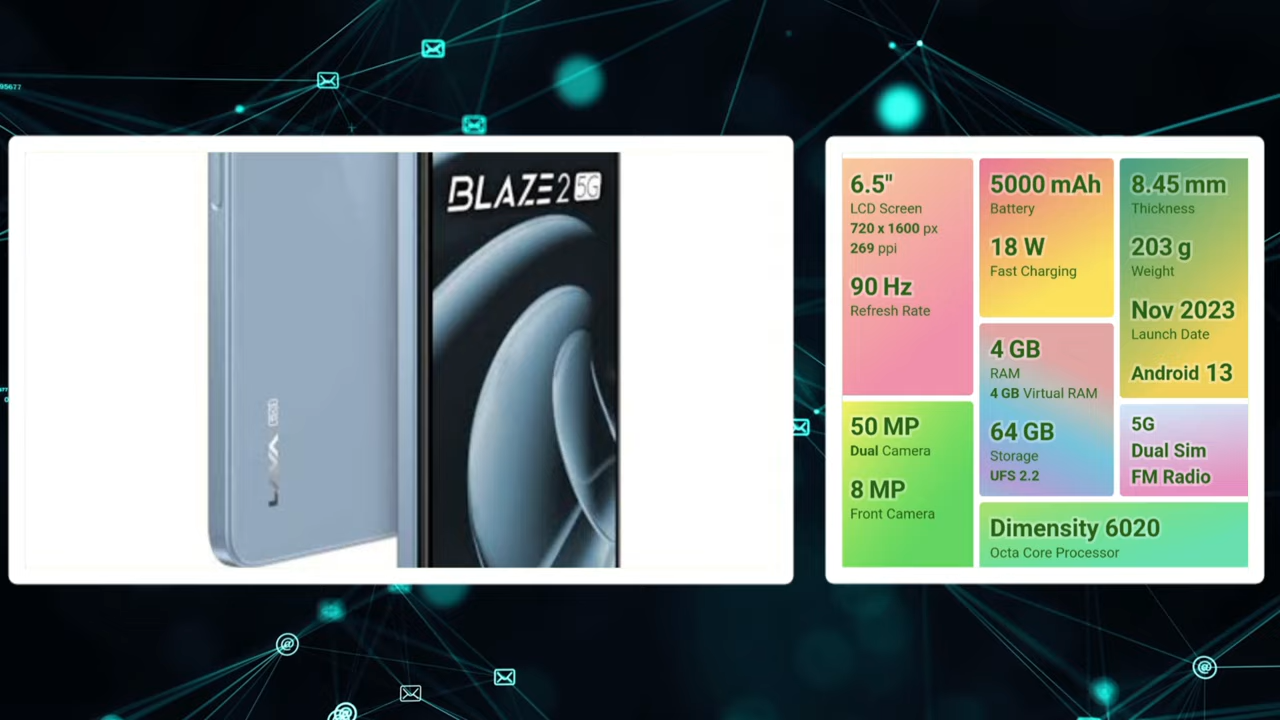 95677
BLAZE 2 5G
LAVA 5G
6.5"
LCD Screen
720 x 1600 px
269 ppi
90 Hz
Refresh Rate
50 MP
Dual Camera
8 MP
Front Camera
5000 mAh
Battery
18 W
Fast Charging
4 GB
RAM
4 GB Virtual RAM
64 GB
Storage
UFS 2.2
Dimensity 6020
Octa Core Processor
8.45 mm
Thickness
203 g
Weight
Nov 2023
Launch Date
Android 13
5G
Dual Sim
FM Radio